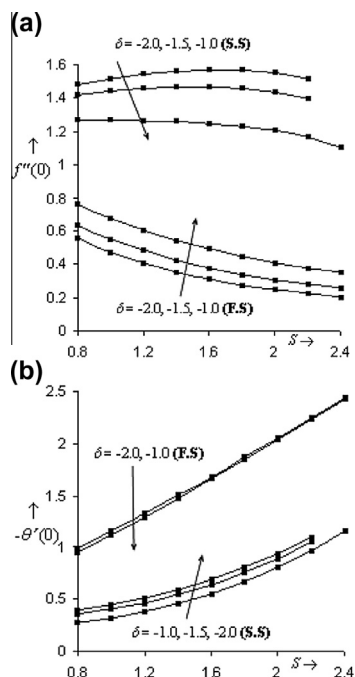 (a)
1.6
δ = -2.0, -1.5, -1.0 (S.S)
1.4
1.2
1
↑
f''(0)
0.8
0.6
0.4
0.2
δ = -2.0, -1.5, -1.0 (F.S)
0
S →
0.8 1.2 1.6 2 2.4
(b)
2.5
2
δ = -2.0, -1.0 (F.S)
1.5
↑
-θ'(0)
1
0.5
δ = -1.0, -1.5, -2.0 (S.S)
0
S →
0.8 1.2 1.6 2 2.4